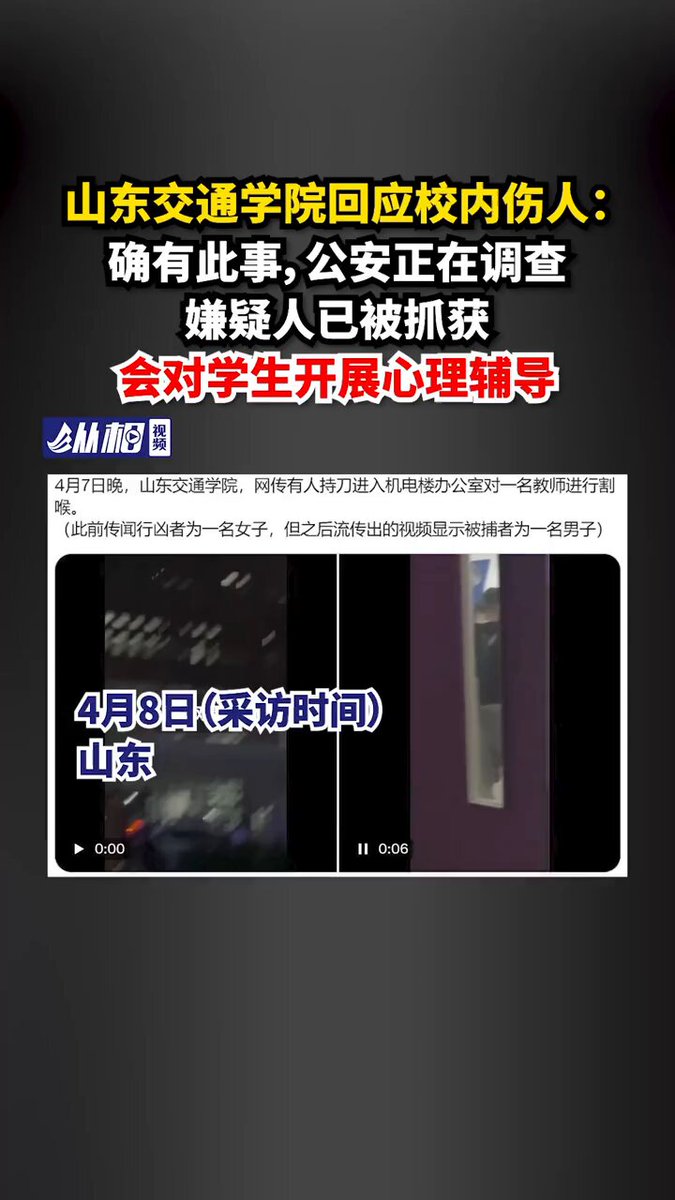 山东交通学院回应校内伤人：
确有此事，公安正在调查
嫌疑人已被抓获
会对学生开展心理辅导
纵相视频
4月7日晚，山东交通学院，网传有人持刀进入机电楼办公室对一名教师进行割
喉。
（此前传闻行凶者为一名女子，但之后流传出的视频显示被捕者为一名男子）
4月8日（采访时间）
山东
0:00
0:06